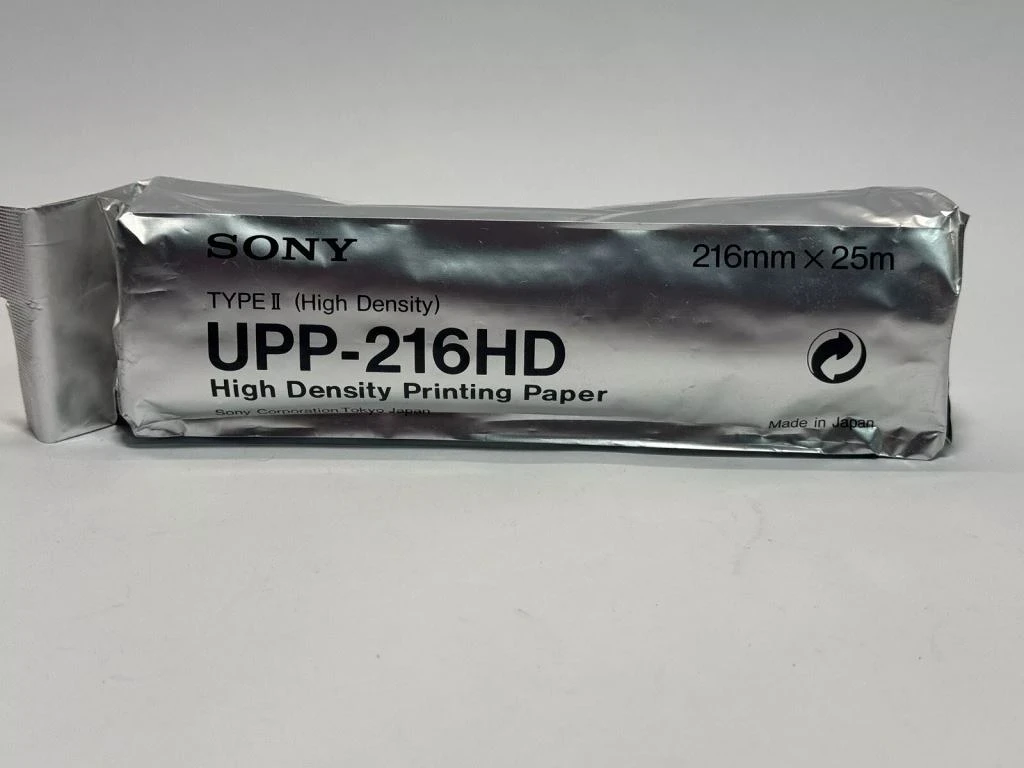 SONY
216mm × 25m
TYPE Ⅱ (High Density)
UPP-216HD
High Density Printing Paper
Sony Corporation Tokyo Japan
Made in Japan